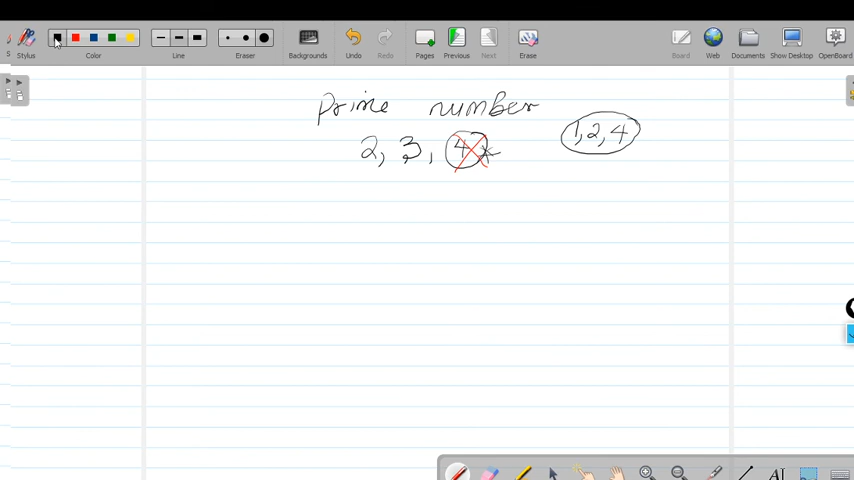 Stylus Color Line Eraser Backgrounds Undo Redo Pages Previous Next Erase Board Web Documents Show Desktop OpenBoard
prime number
2, 3, 4
1, 2, 4